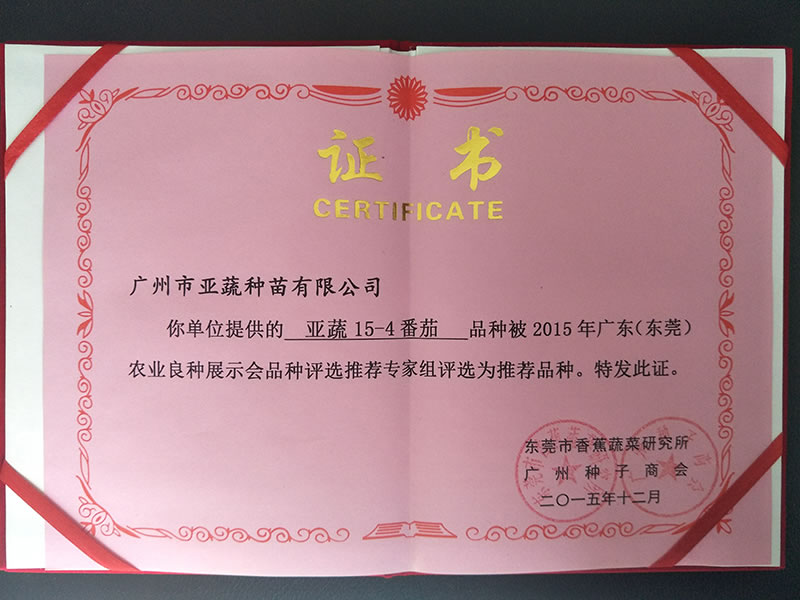 证书
CERTIFICATE
广州市亚蔬种苗有限公司
你单位提供的 亚蔬 15-4 番茄 品种被 2015 年广东（东莞）
农业良种展示会品种评选推荐专家组评选为推荐品种。特发此证。
东莞市香蕉蔬菜研究所
广州种子商会
二〇一五年十二月